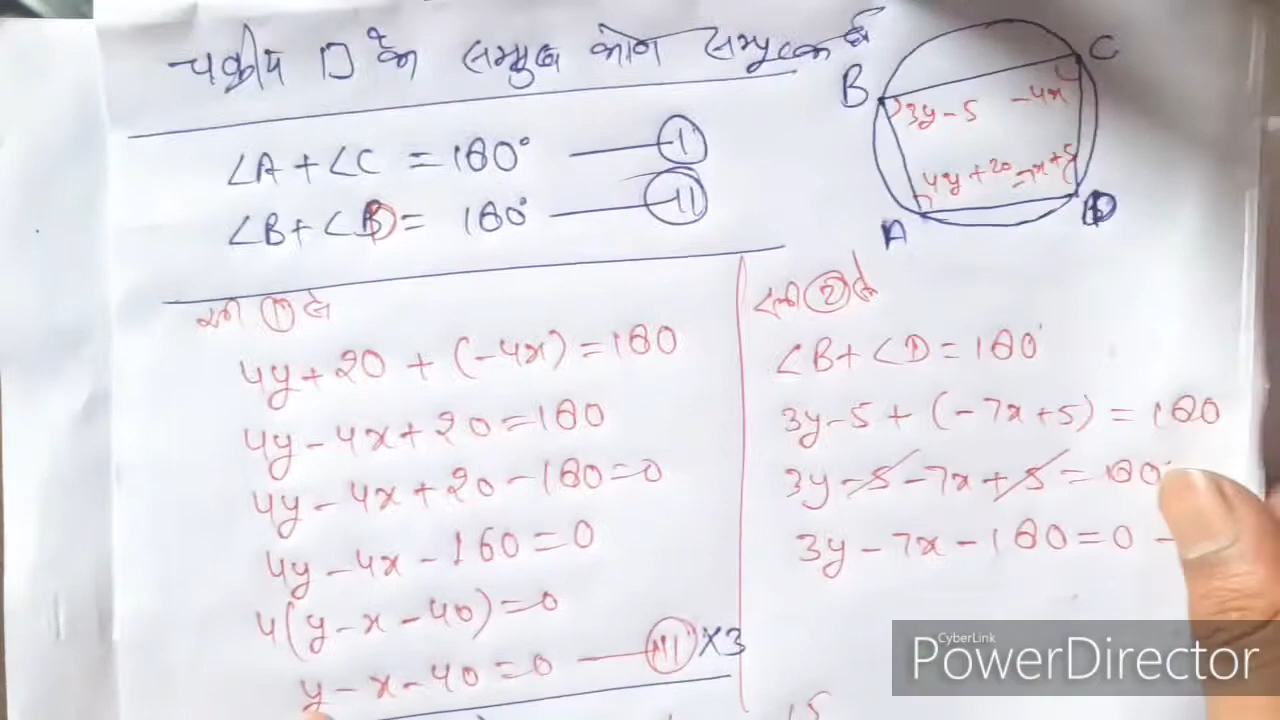 चक्रीय □ के सम्मुख कोण सम्पूरक
∠A + ∠C = 180° — I
∠B + ∠D = 180° — II
B
C
A
D
3y-5
-4x
4y+20
-7x+5
समी ① से
4y+20 + (-4x) = 180
4y-4x+20=180
4y-4x+20-180=0
4y-4x-160=0
4(y-x-40)=0
y-x-40=0 — III ×3
समी ② से
∠B+∠D=180°
3y-5+(-7x+5) = 180
3y-5-7x+5=180°
3y-7x-180=0 -
15
CyberLink
PowerDirector